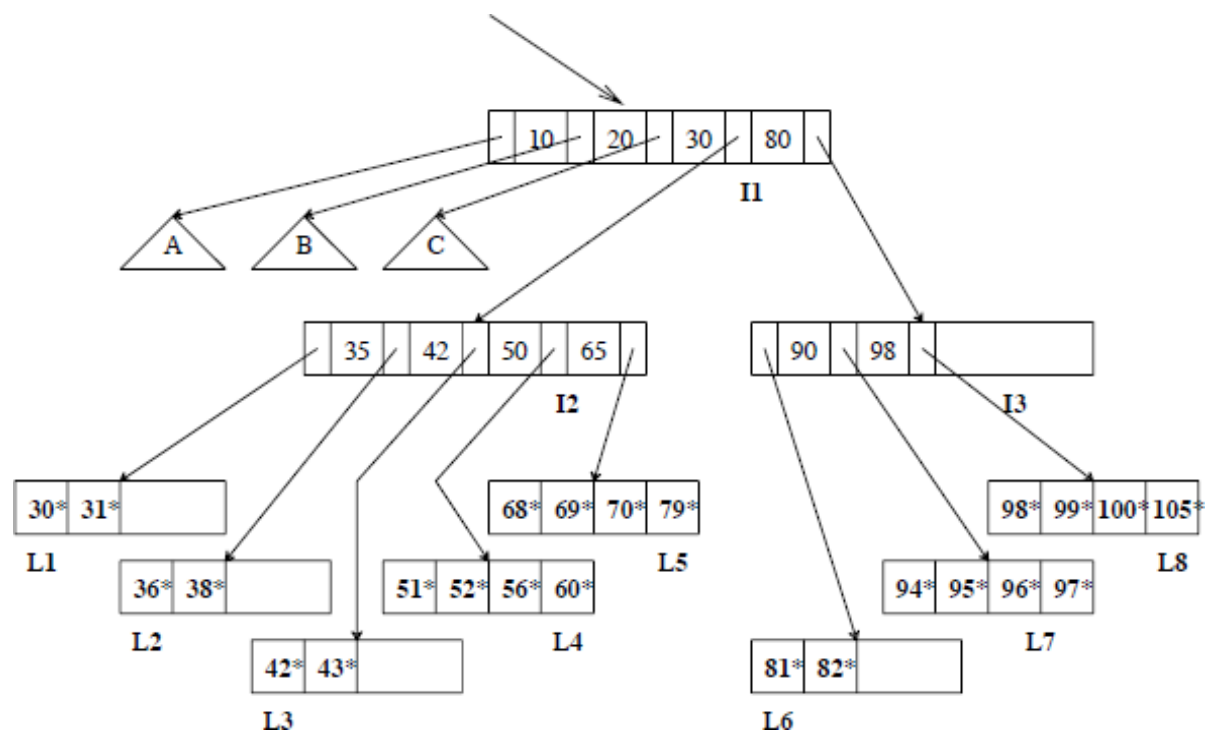 10 20 30 80
I1
A B C
35 42 50 65
90 98
I2
I3
30* 31*
68* 69* 70* 79*
98* 99* 100* 105*
L1
L5
L8
36* 38*
51* 52* 56* 60*
94* 95* 96* 97*
L2
L4
L7
42* 43*
81* 82*
L3
L6